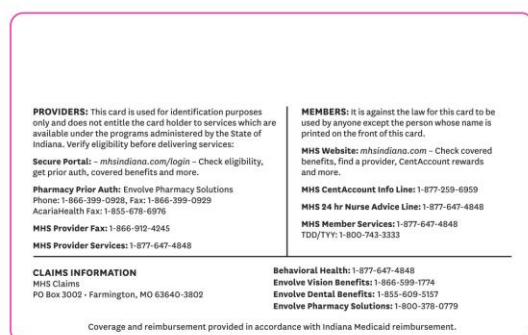 PROVIDERS: This card is used for identification purposes
only and does not entitle the card holder to services which are
available under the programs administered by the State of
Indiana. Verify eligibility before delivering services:
Secure Portal: – mhsindiana.com/login – Check eligibility,
get prior auth, covered benefits and more.
Pharmacy Prior Auth: Envolve Pharmacy Solutions
Phone: 1-866-399-0928, Fax: 1-866-399-0929
AcariaHealth Fax: 1-855-678-6976
MHS Provider Fax: 1-866-912-4245
MHS Provider Services: 1-877-647-4848
MEMBERS: It is against the law for this card to be
used by anyone except the person whose name is
printed on the front of this card.
MHS Website: mhsindiana.com – Check covered
benefits, find a provider, CentAccount rewards
and more.
MHS CentAccount Info Line: 1-877-259-6959
MHS 24 hr Nurse Advice Line: 1-877-647-4848
MHS Member Services: 1-877-647-4848
TDD/TYY: 1-800-743-3333
CLAIMS INFORMATION
MHS Claims
PO Box 3002 • Farmington, MO 63640-3802
Behavioral Health: 1-877-647-4848
Envolve Vision Benefits: 1-866-599-1774
Envolve Dental Benefits: 1-855-609-5157
Envolve Pharmacy Solutions: 1-800-378-0779
Coverage and reimbursement provided in accordance with Indiana Medicaid reimbursement.